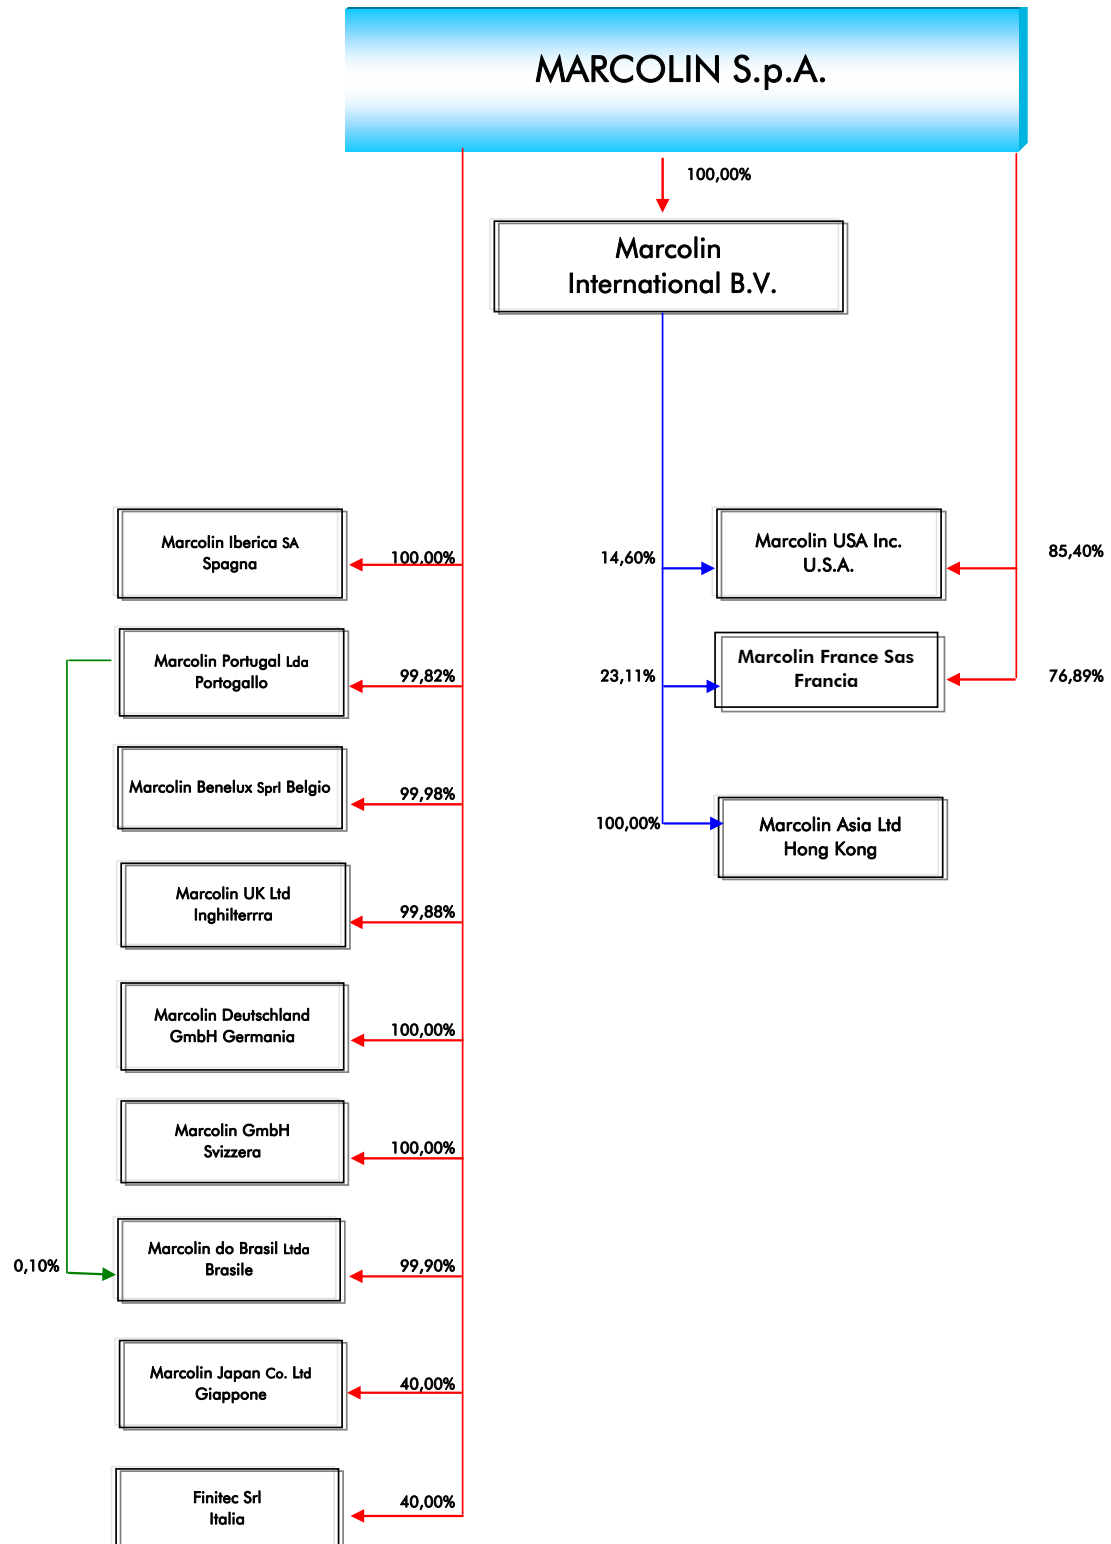 MARCOLIN S.p.A.
100,00%
Marcolin
International B.V.
Marcolin Iberica SA
Spagna
100,00%
14,60%
Marcolin USA Inc.
U.S.A.
85,40%
Marcolin Portugal Lda
Portogallo
99,82%
23,11%
Marcolin France Sas
Francia
76,89%
Marcolin Benelux Sprl Belgio
99,98%
100,00%
Marcolin Asia Ltd
Hong Kong
Marcolin UK Ltd
Inghilterrra
99,88%
Marcolin Deutschland
GmbH Germania
100,00%
Marcolin GmbH
Svizzera
100,00%
0,10%
Marcolin do Brasil Ltda
Brasile
99,90%
Marcolin Japan Co. Ltd
Giappone
40,00%
Finitec Srl
Italia
40,00%